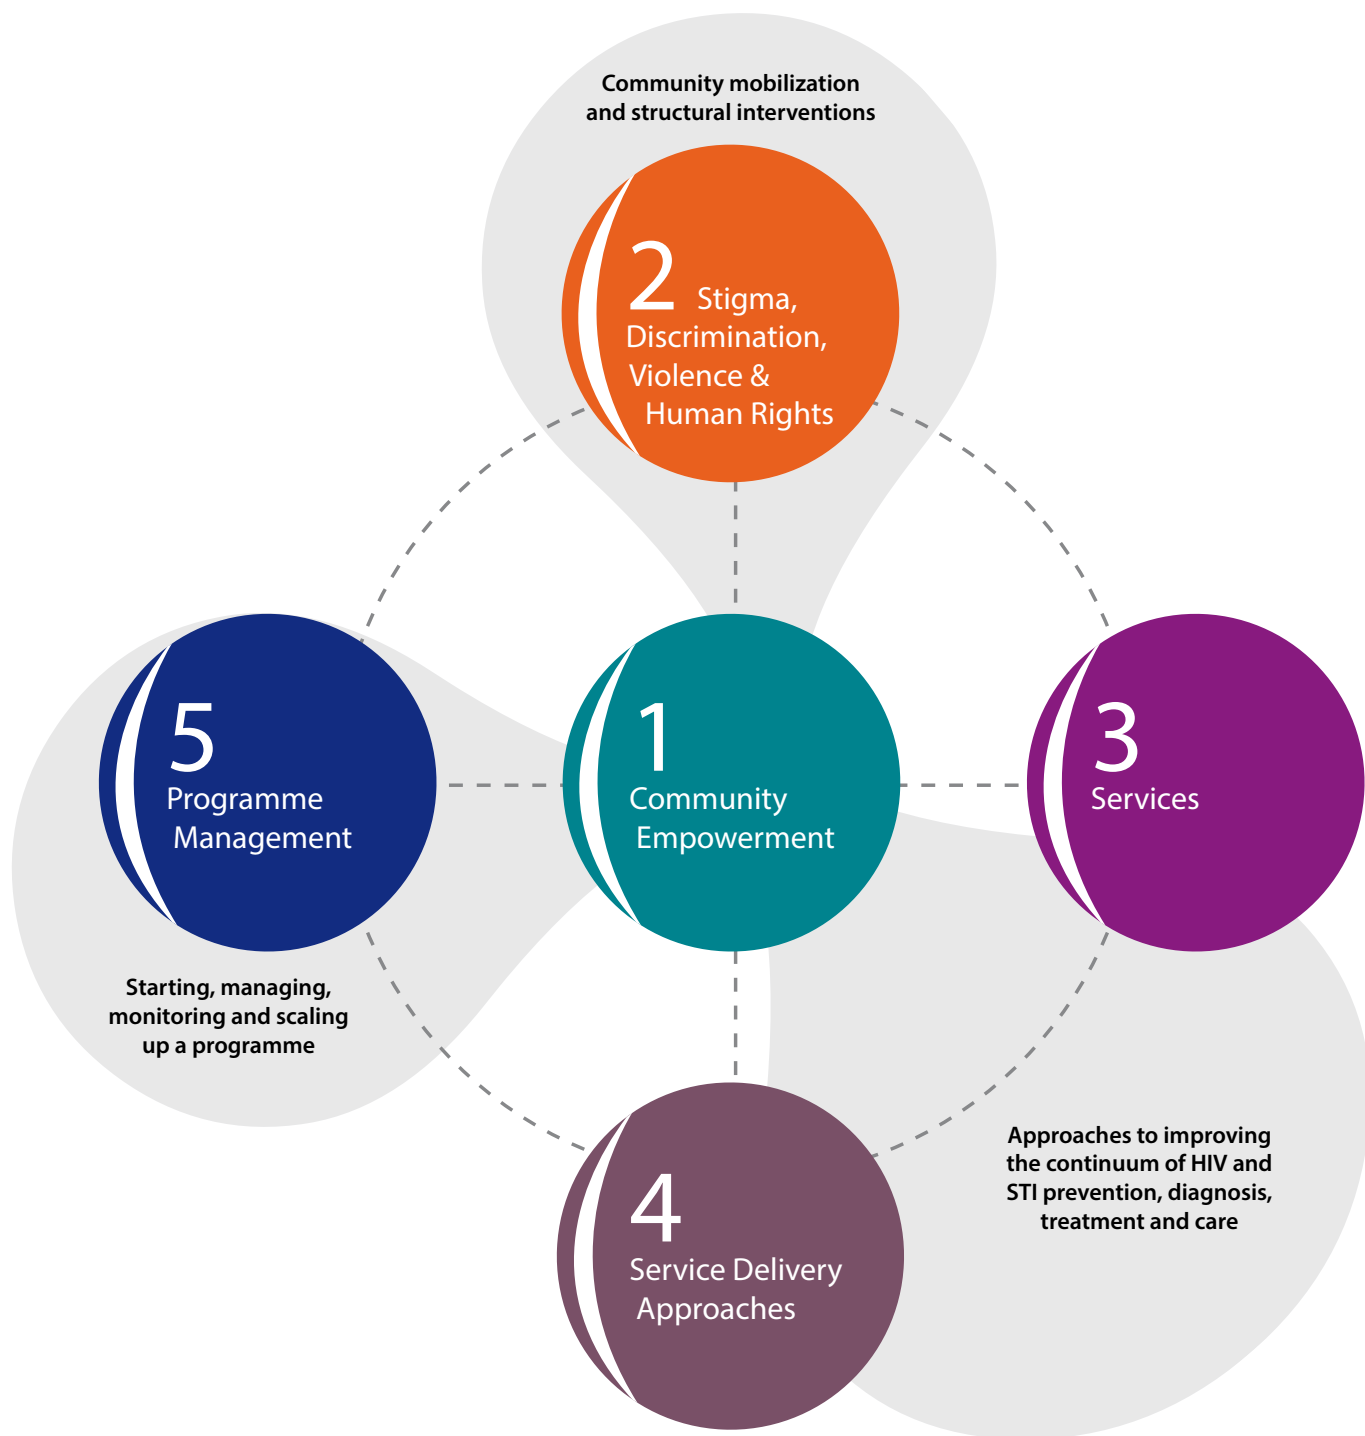 Community mobilization
and structural interventions
2 Stigma,
Discrimination,
Violence &
Human Rights
5
Programme
Management
1
Community
Empowerment
3
Services
Starting, managing,
monitoring and scaling
up a programme
Approaches to improving
the continuum of HIV and
STI prevention, diagnosis,
treatment and care
4
Service Delivery
Approaches